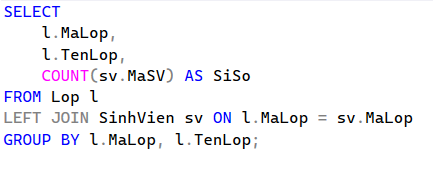 SELECT
    l.MaLop,
    l.TenLop,
    COUNT(sv.MaSV) AS SiSo
FROM Lop l
LEFT JOIN SinhVien sv ON l.MaLop = sv.MaLop
GROUP BY l.MaLop, l.TenLop;